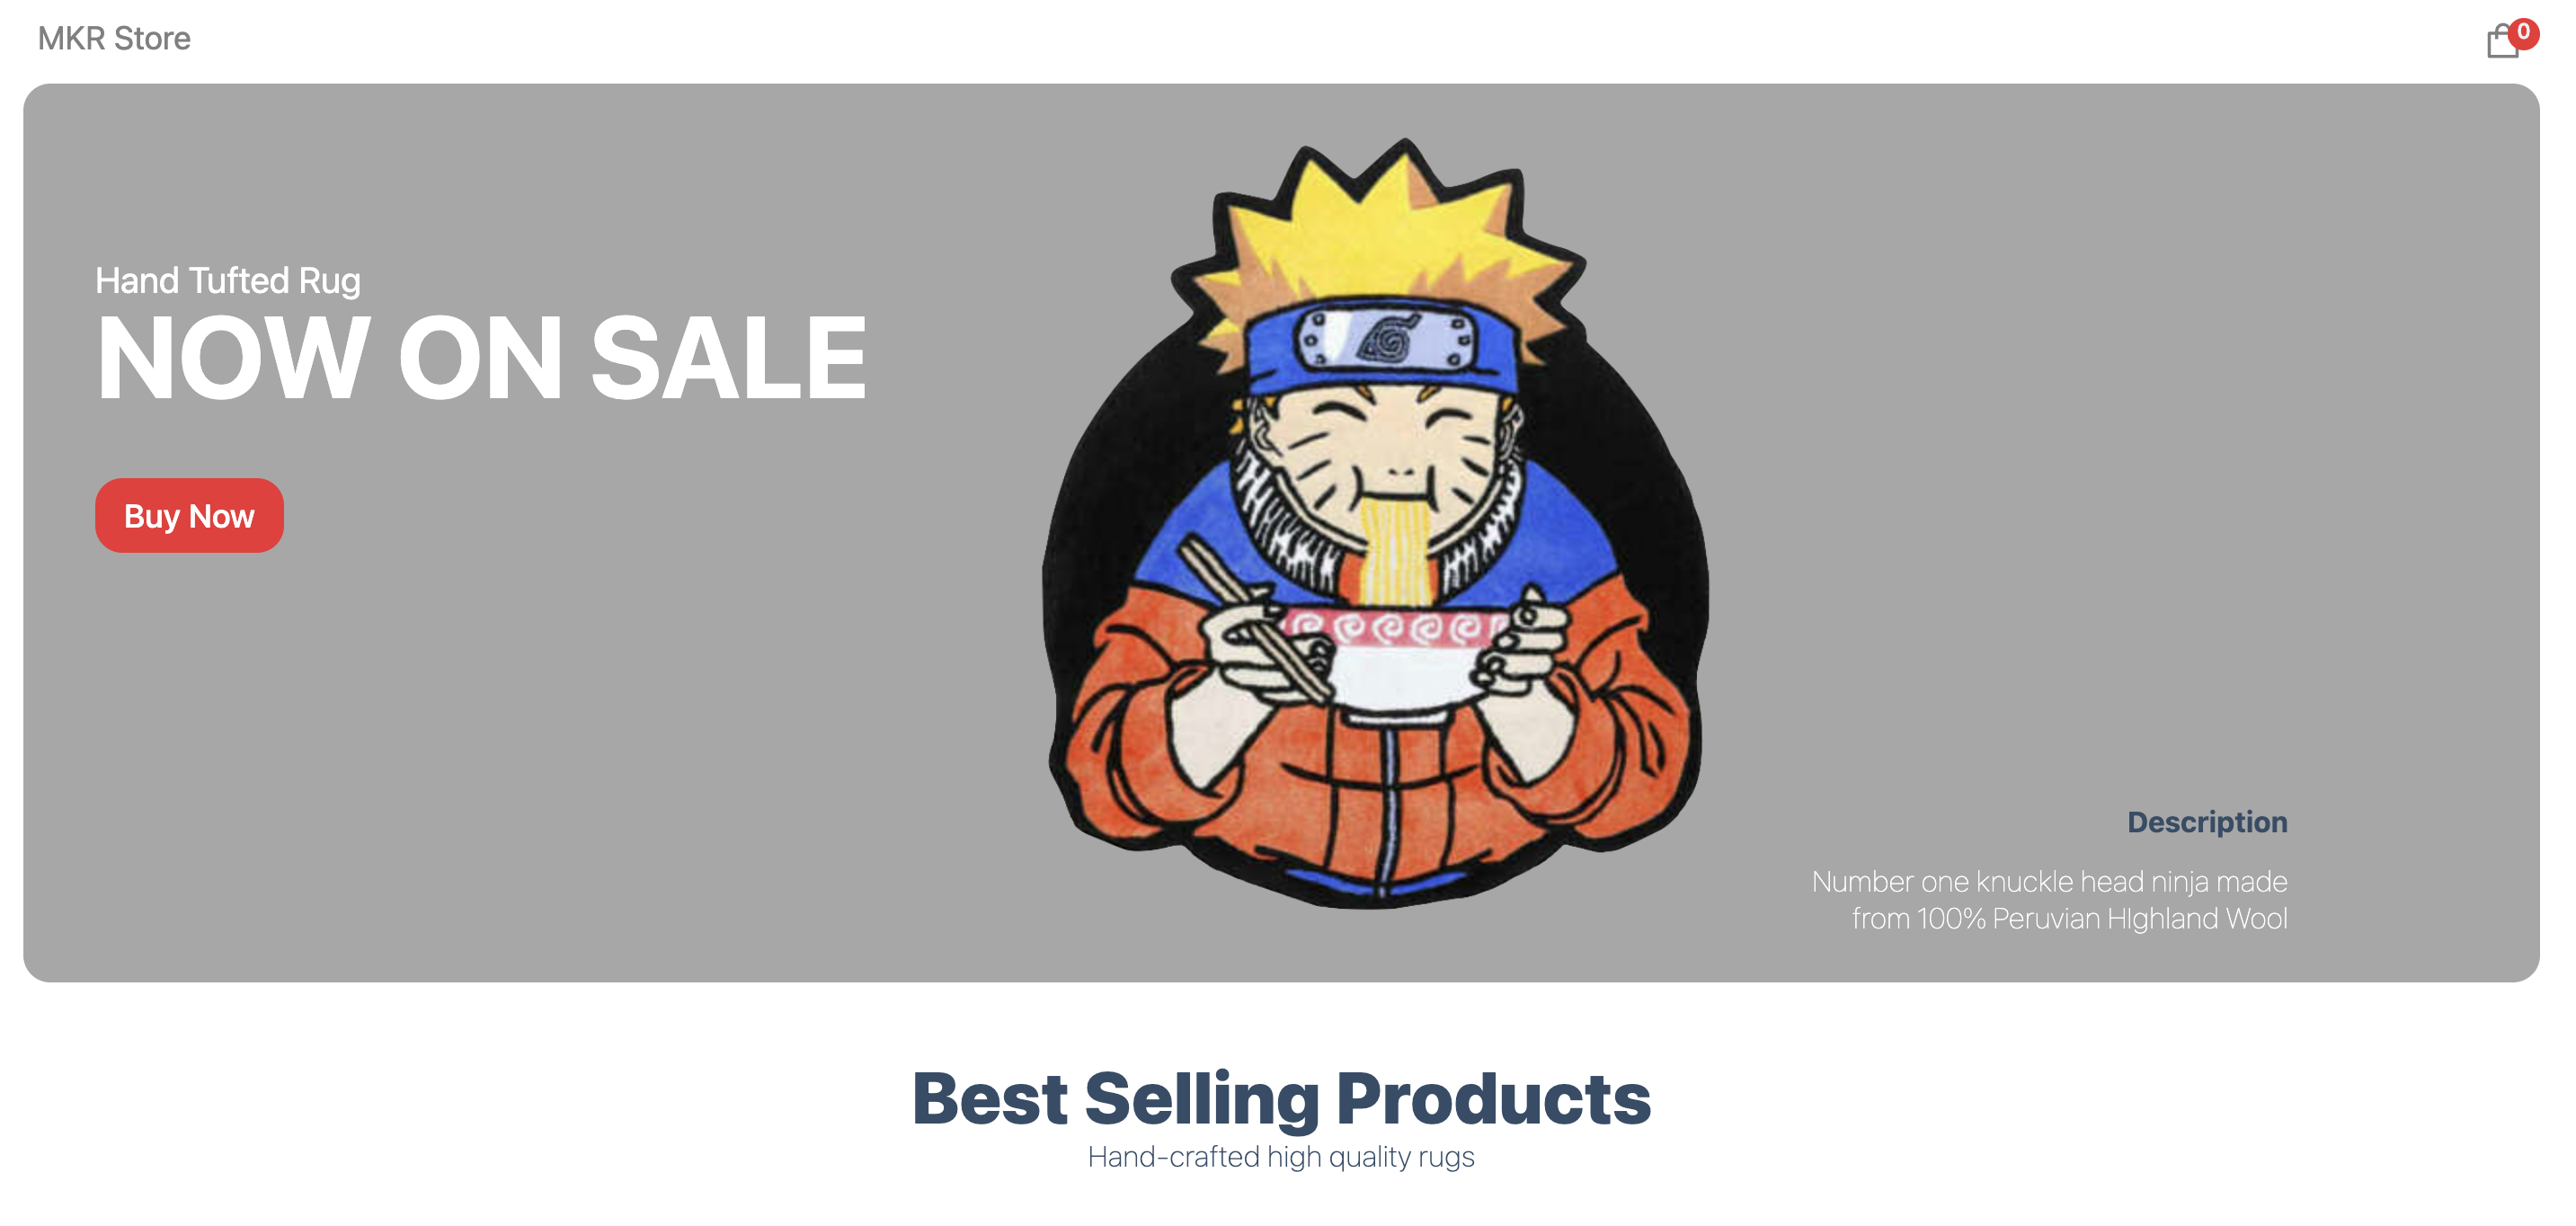 MKR Store
0
Hand Tufted Rug
NOW ON SALE
Buy Now
Description
Number one knuckle head ninja made
from 100% Peruvian HIghland Wool
Best Selling Products
Hand-crafted high quality rugs